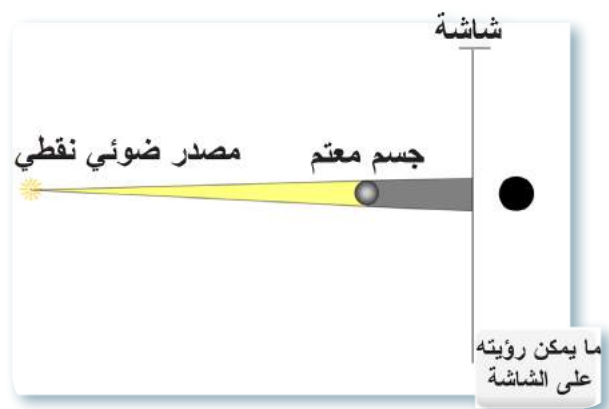 شاشة
جسم معتم
مصدر ضوئي نقطي
ما يمكن رؤيته
على الشاشة